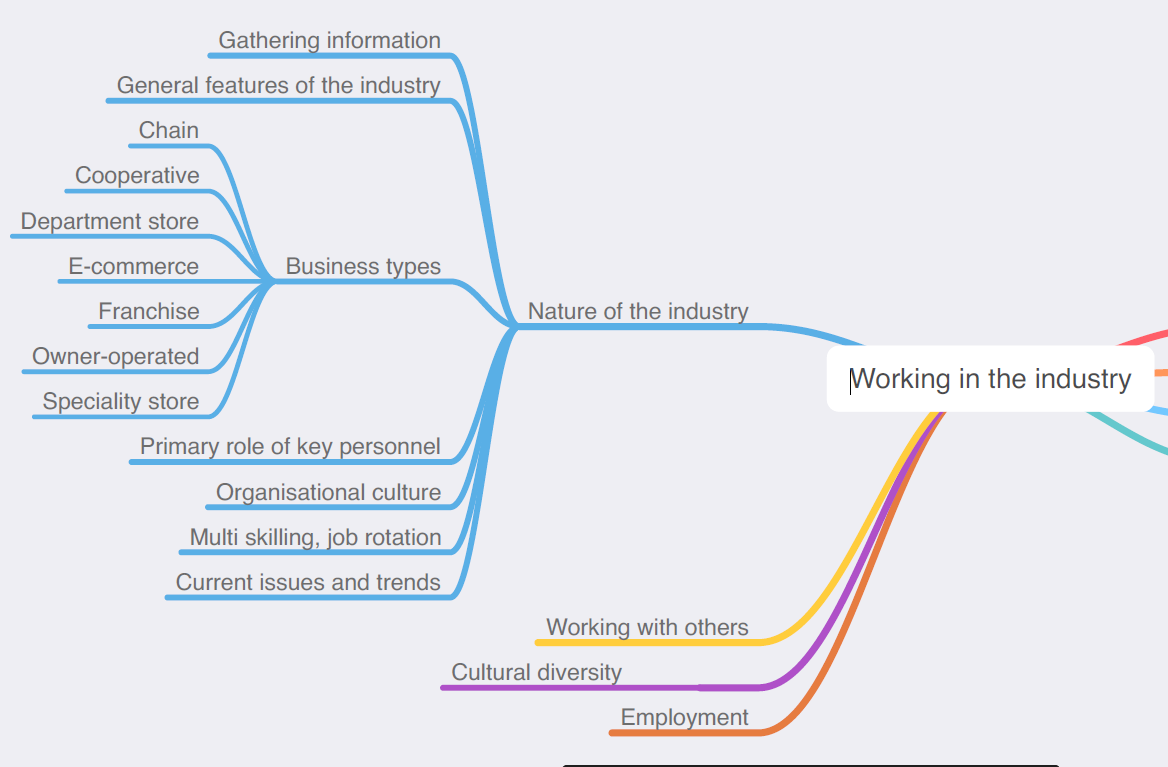 Gathering information
General features of the industry
Chain
Cooperative
Department store
E-commerce
Business types
Franchise
Nature of the industry
Owner-operated
Working in the industry
Speciality store
Primary role of key personnel
Organisational culture
Multi skilling, job rotation
Current issues and trends
Working with others
Cultural diversity
Employment